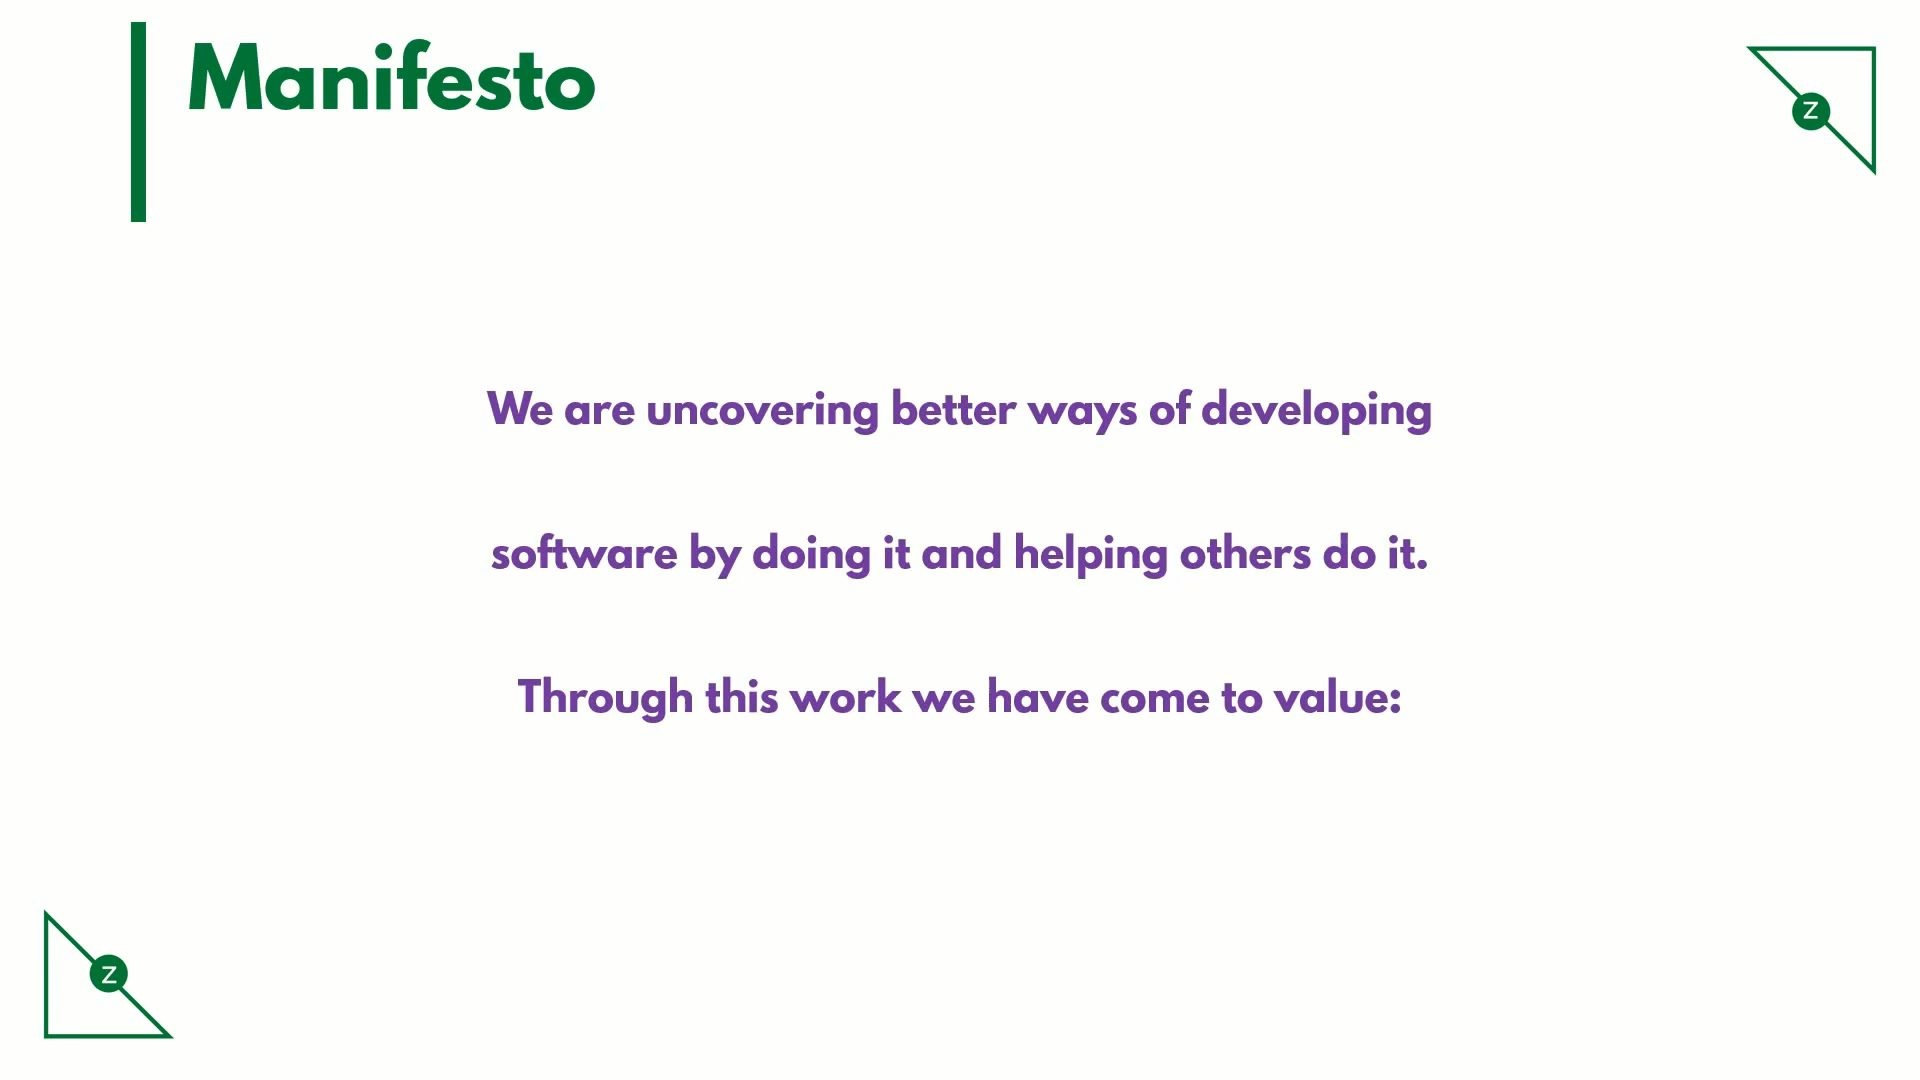 Manifesto
Z
We are uncovering better ways of developing
software by doing it and helping others do it.
Through this work we have come to value:
Z